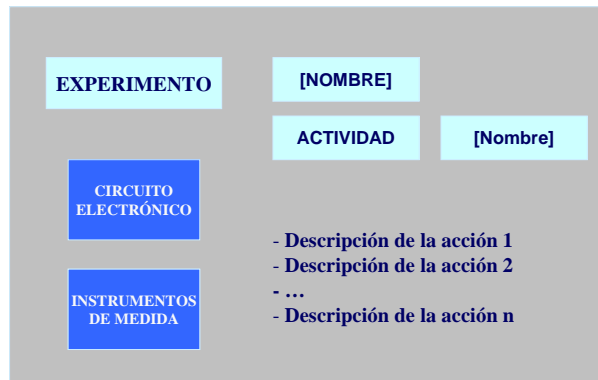 EXPERIMENTO
[NOMBRE]
ACTIVIDAD
[Nombre]
CIRCUITO
ELECTRÓNICO
INSTRUMENTOS
DE MEDIDA
- Descripción de la acción 1
- Descripción de la acción 2
- ...
- Descripción de la acción n